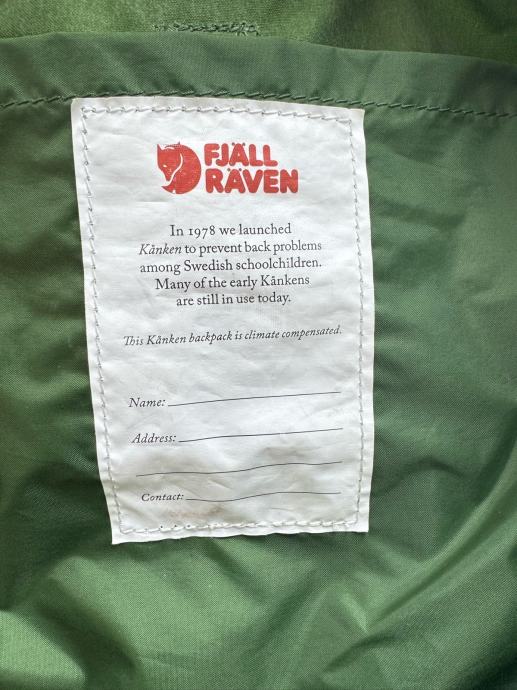 FJÄLL
RÄVEN
In 1978 we launched
Kånken to prevent back problems
among Swedish schoolchildren.
Many of the early Kånkens
are still in use today.
This Kånken backpack is climate compensated.
Name:
Address:
Contact: